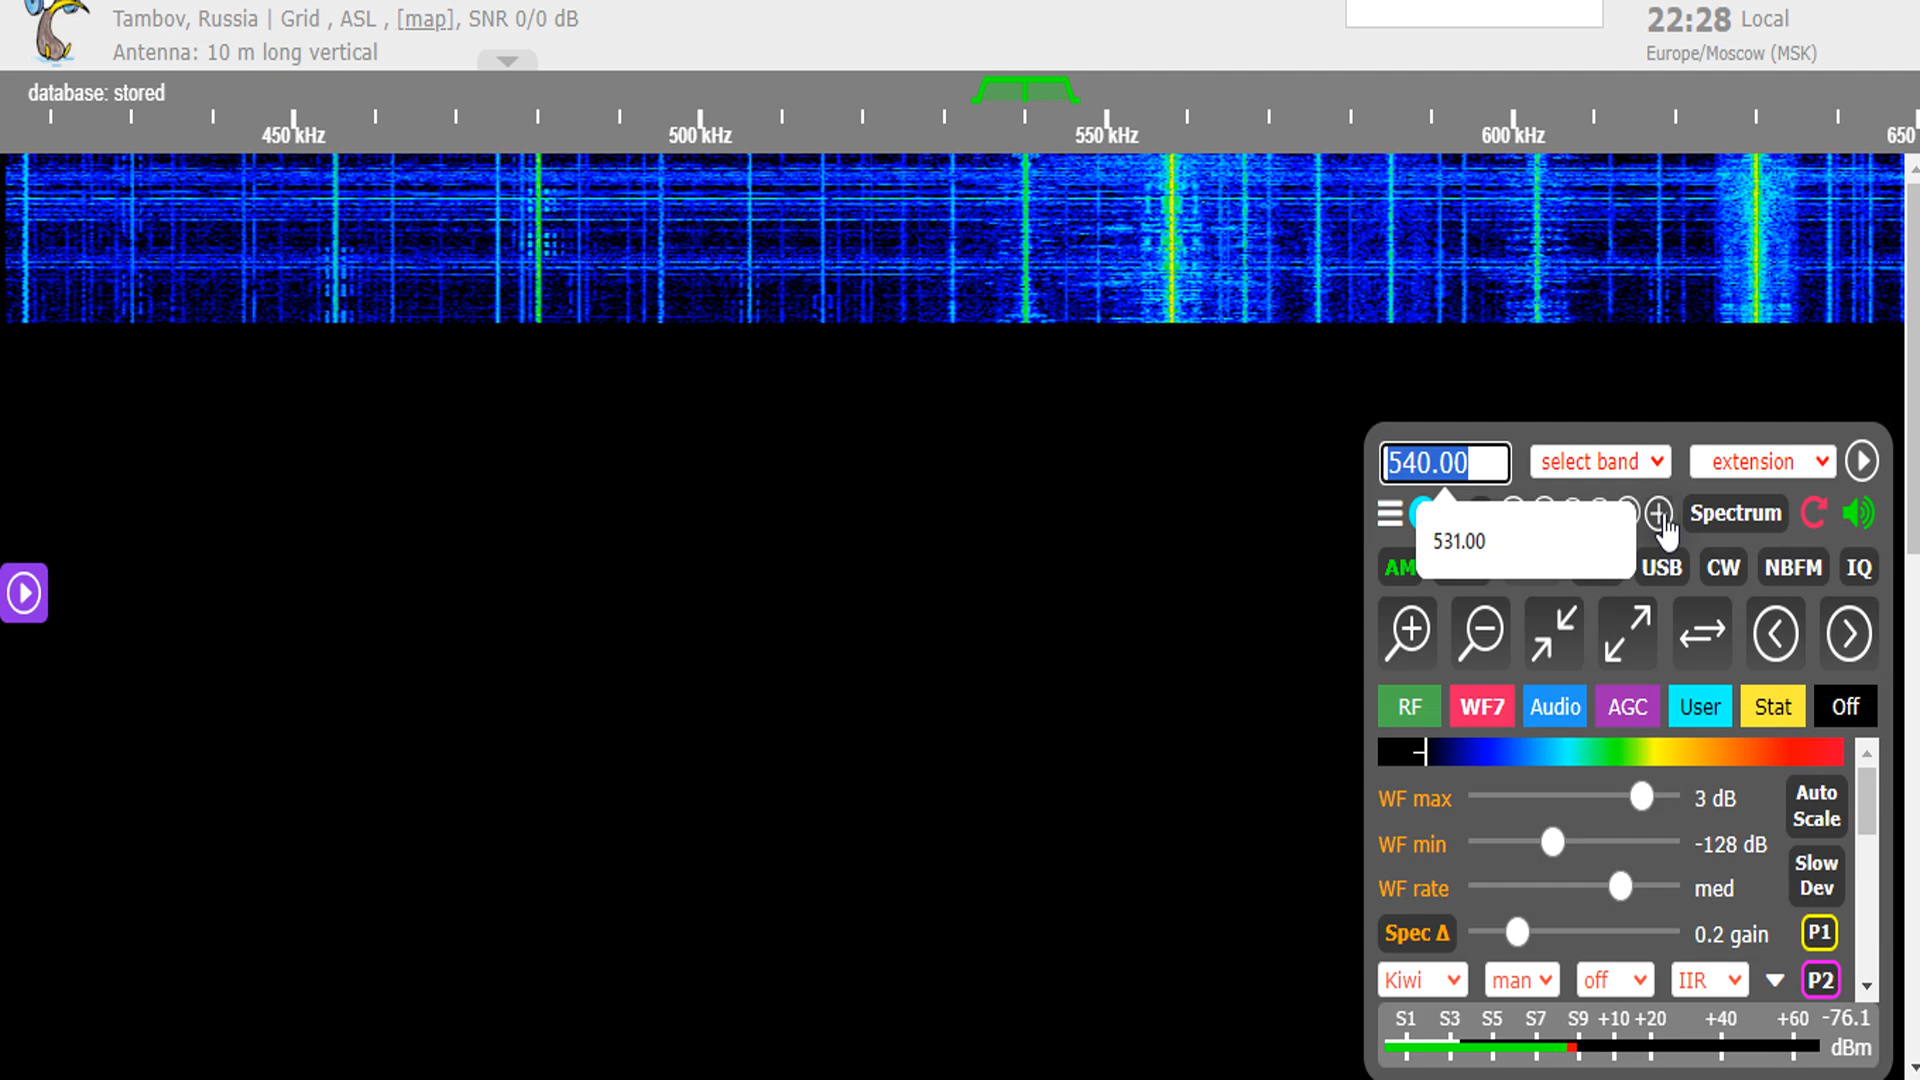 Tambov, Russia | Grid , ASL , [map], SNR 0/0 dB
Antenna: 10 m long vertical
22:28 Local
Europe/Moscow (MSK)
database: stored
450 kHz 500 kHz 550 kHz 600 kHz 650
540.00 select band extension
531.00
Spectrum
AM USB CW NBFM IQ
RF WF7 Audio AGC User Stat Off
WF max 3 dB Auto Scale
WF min -128 dB
WF rate med Slow Dev
Spec Δ 0.2 gain P1
Kiwi man off IIR P2
S1 S3 S5 S7 S9 +10 +20 +40 +60 -76.1
dBm